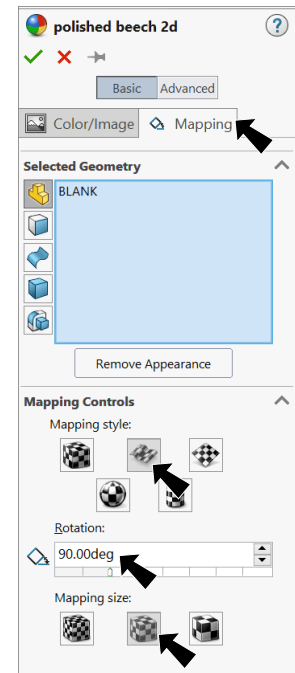 polished beech 2d
?
Basic Advanced
Color/Image Mapping
Selected Geometry
BLANK
Remove Appearance
Mapping Controls
Mapping style:
Rotation:
90.00deg
Mapping size: